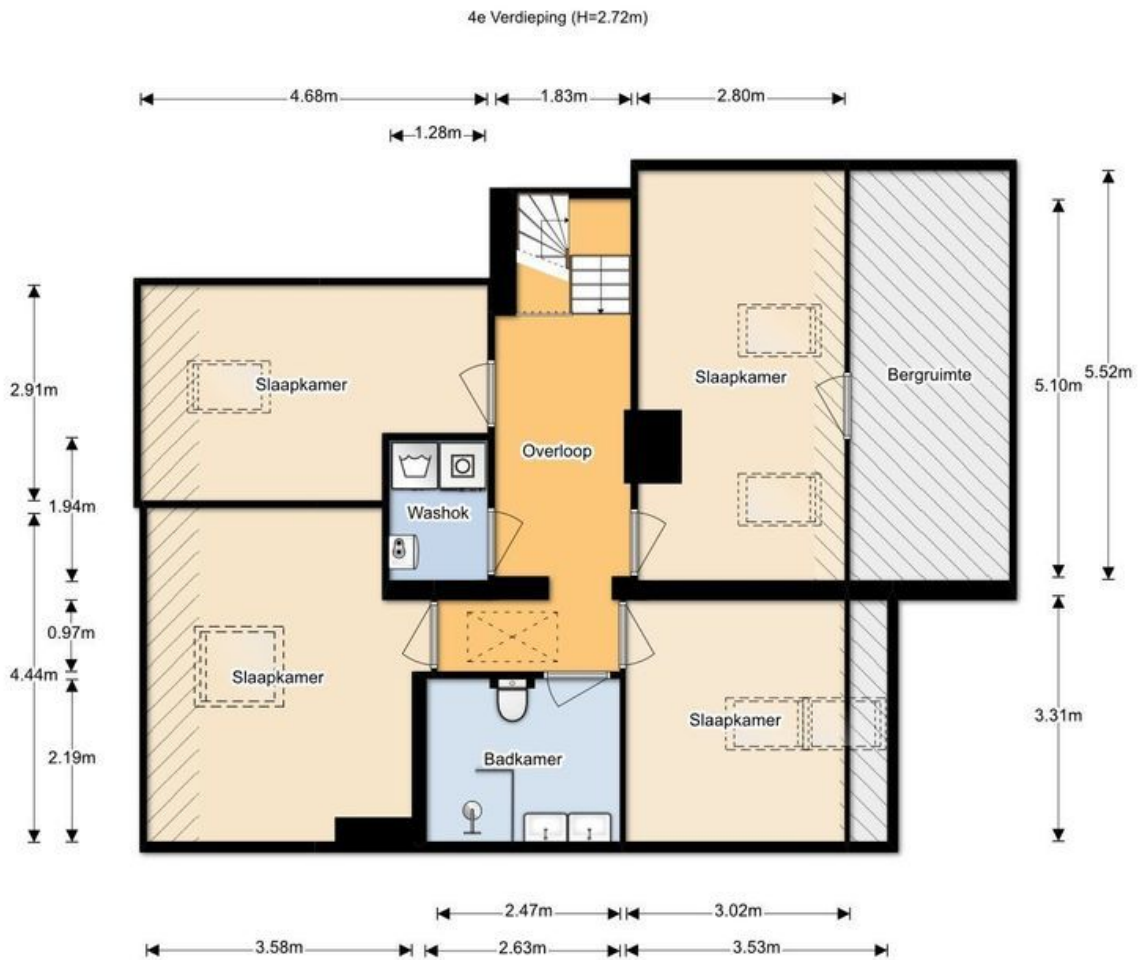 4e Verdieping (H=2.72m)
4.68m
1.83m
2.80m
1.28m
2.91m
1.94m
0.97m
4.44m
2.19m
Slaapkamer
Slaapkamer
Bergruimte
Overloop
Washok
Slaapkamer
Slaapkamer
Badkamer
5.10m
5.52m
3.31m
2.47m
3.02m
3.58m
2.63m
3.53m